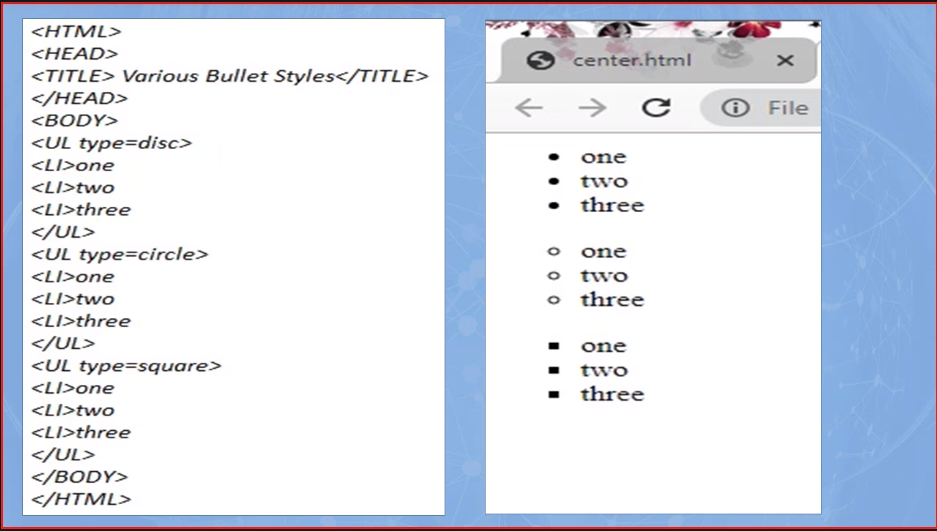 <HTML>
<HEAD>
<TITLE> Various Bullet Styles</TITLE>
</HEAD>
<BODY>
<UL type=disc>
<LI>one
<LI>two
<LI>three
</UL>
<UL type=circle>
<LI>one
<LI>two
<LI>three
</UL>
<UL type=square>
<LI>one
<LI>two
<LI>three
</UL>
</BODY>
</HTML>
center.html
File
one
two
three
one
two
three
one
two
three